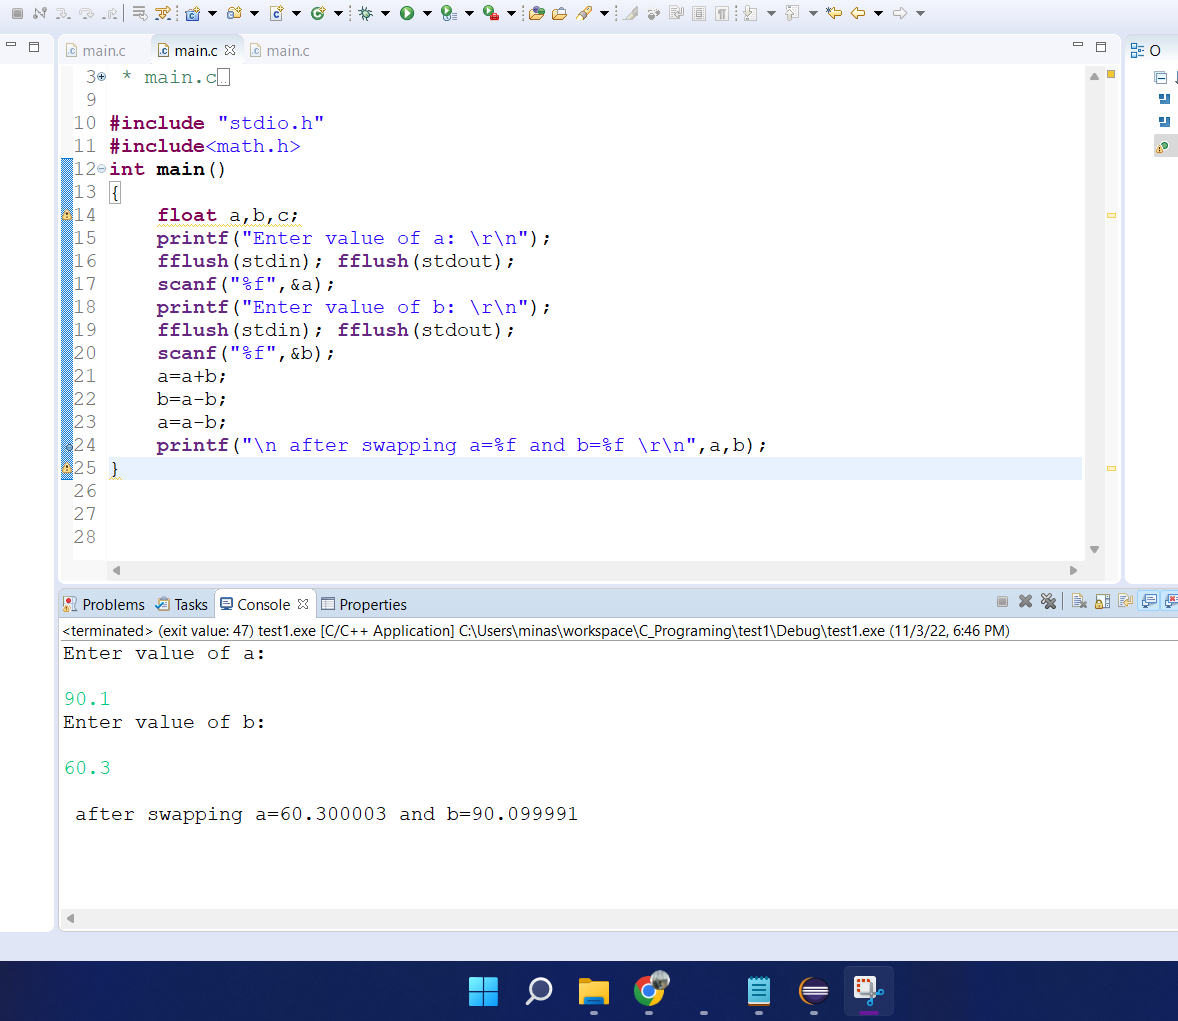 main.c main.c main.c O
3 * main.c
9
10 #include "stdio.h"
11 #include<math.h>
12 int main()
13 {
14 float a,b,c;
15 printf("Enter value of a: \r\n");
16 fflush(stdin); fflush(stdout);
17 scanf("%f",&a);
18 printf("Enter value of b: \r\n");
19 fflush(stdin); fflush(stdout);
20 scanf("%f",&b);
21 a=a+b;
22 b=a-b;
23 a=a-b;
24 printf("\n after swapping a=%f and b=%f \r\n",a,b);
25 }
26
27
28
Problems Tasks Console Properties
<terminated> (exit value: 47) test1.exe [C/C++ Application] C:\Users\minas\workspace\C_Programing\test1\Debug\test1.exe (11/3/22, 6:46 PM)
Enter value of a:
90.1
Enter value of b:
60.3
after swapping a=60.300003 and b=90.099991